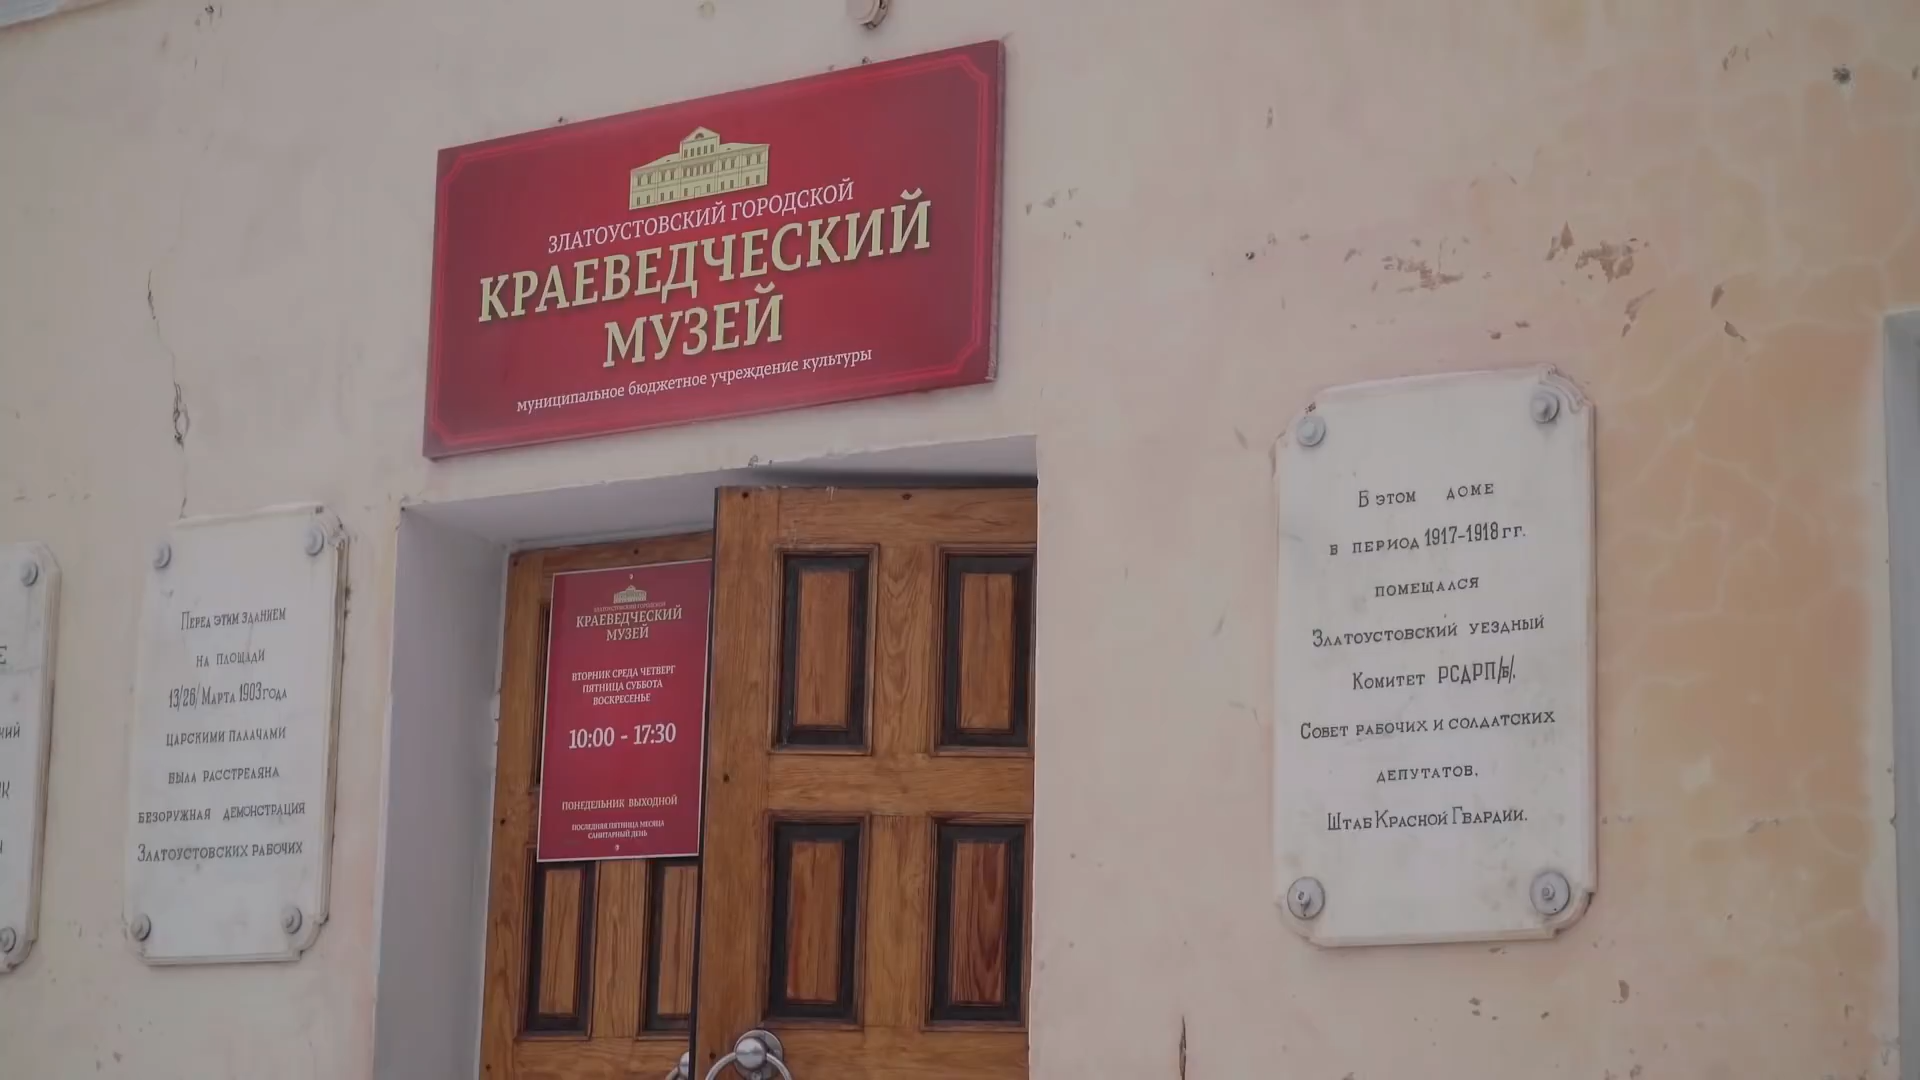 ЗЛАТОУСТОВСКИЙ ГОРОДСКОЙ
КРАЕВЕДЧЕСКИЙ
МУЗЕЙ
муниципальное бюджетное учреждение культуры
Перед этим зданием
на площади
13/26/ Марта 1903 года
царскими палачами
была расстреляна
безоружная демонстрация
Златоустовских рабочих
ЗЛАТОУСТОВСКИЙ ГОРОДСКОЙ
КРАЕВЕДЧЕСКИЙ
МУЗЕЙ
ВТОРНИК СРЕДА ЧЕТВЕРГ
ПЯТНИЦА СУББОТА
ВОСКРЕСЕНЬЕ
10:00 - 17:30
ПОНЕДЕЛЬНИК ВЫХОДНОЙ
ПОСЛЕДНЯЯ ПЯТНИЦА МЕСЯЦА
САНИТАРНЫЙ ДЕНЬ
В этом доме
в период 1917-1918 гг.
помещался
Златоустовский уездный
Комитет РСДРП/б/,
Совет рабочих и солдатских
депутатов,
Штаб Красной Гвардии.